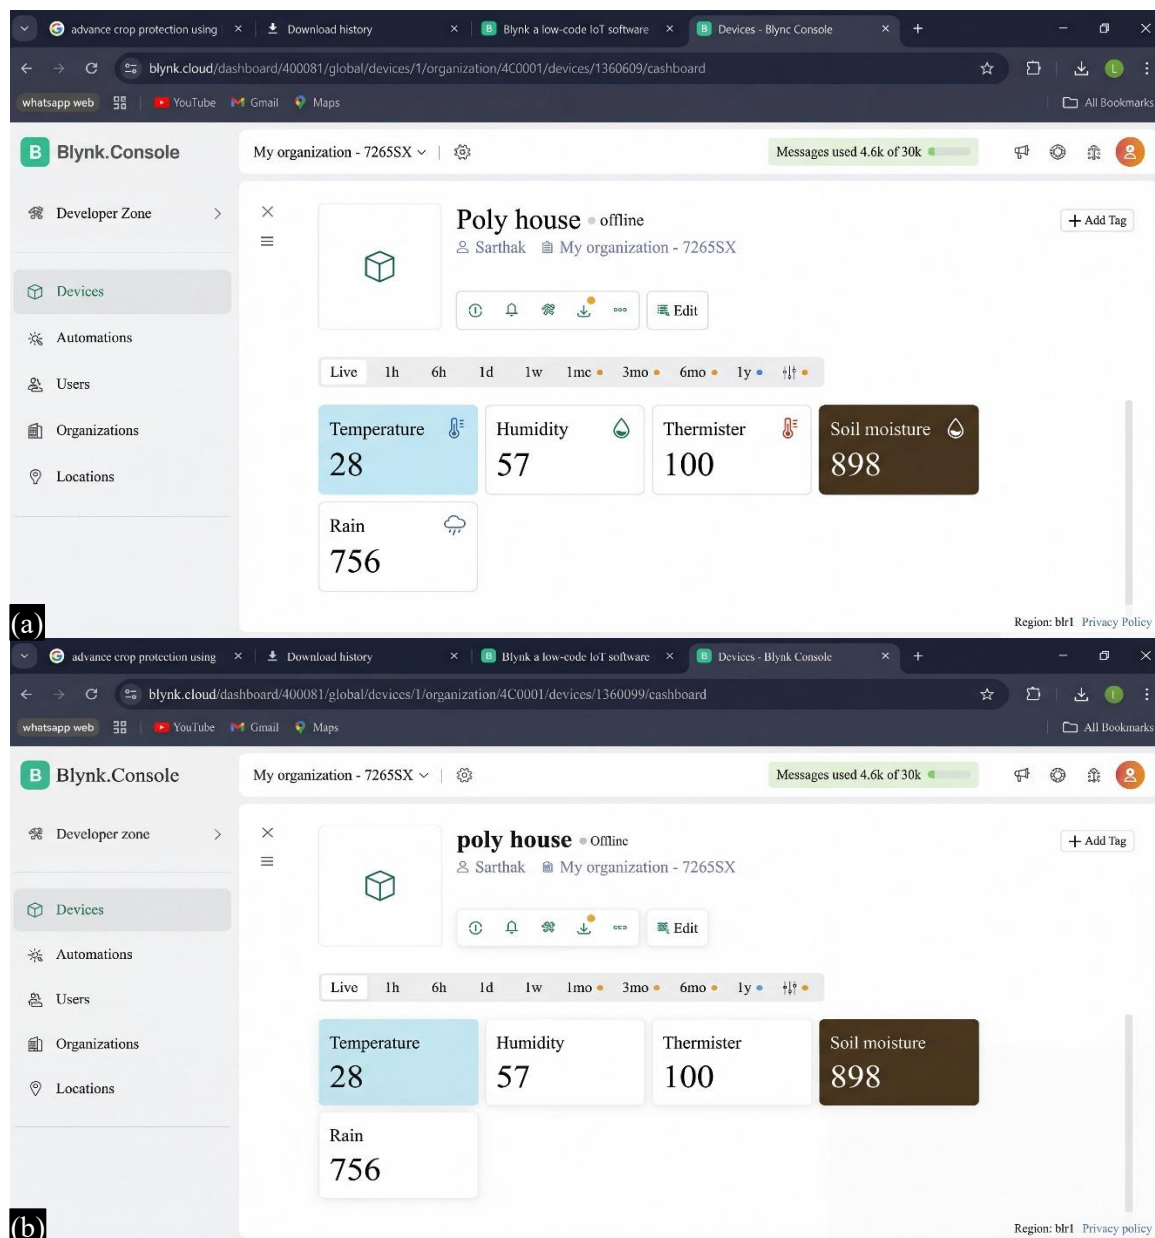 advance crop protection using
Download history
Blynk a low-code IoT software
Devices - Blync Console
blynk.cloud/dashboard/400081/global/devices/1/organization/4C0001/devices/1360609/cashboard
L
whatsapp web
YouTube
Gmail
Maps
All Bookmarks
B Blynk.Console
My organization - 7265SX
Messages used 4.6k of 30k
Developer Zone
Devices
Automations
Users
Organizations
Locations
Poly house offline
Sarthak My organization - 7265SX
+ Add Tag
Edit
Live 1h 6h 1d 1w 1mc 3mo 6mo 1y
Temperature
28
Humidity
57
Thermister
100
Soil moisture
898
Rain
756
Region: blr1 Privacy Policy
(a)
advance crop protection using
Download history
Blynk a low-code IoT software
Devices - Blynk Console
blynk.cloud/dashboard/400081/global/devices/1/organization/4C0001/devices/1360099/cashboard
whatsapp web
YouTube
Gmail
Maps
All Bookmarks
B Blynk.Console
My organization - 7265SX
Messages used 4.6k of 30k
Developer zone
Devices
Automations
Users
Organizations
Locations
poly house Offline
Sarthak My organization - 7265SX
+ Add Tag
Edit
Live 1h 6h 1d 1w 1mo 3mo 6mo 1y
Temperature
28
Humidity
57
Thermister
100
Soil moisture
898
Rain
756
Region: blr1 Privacy policy
(b)